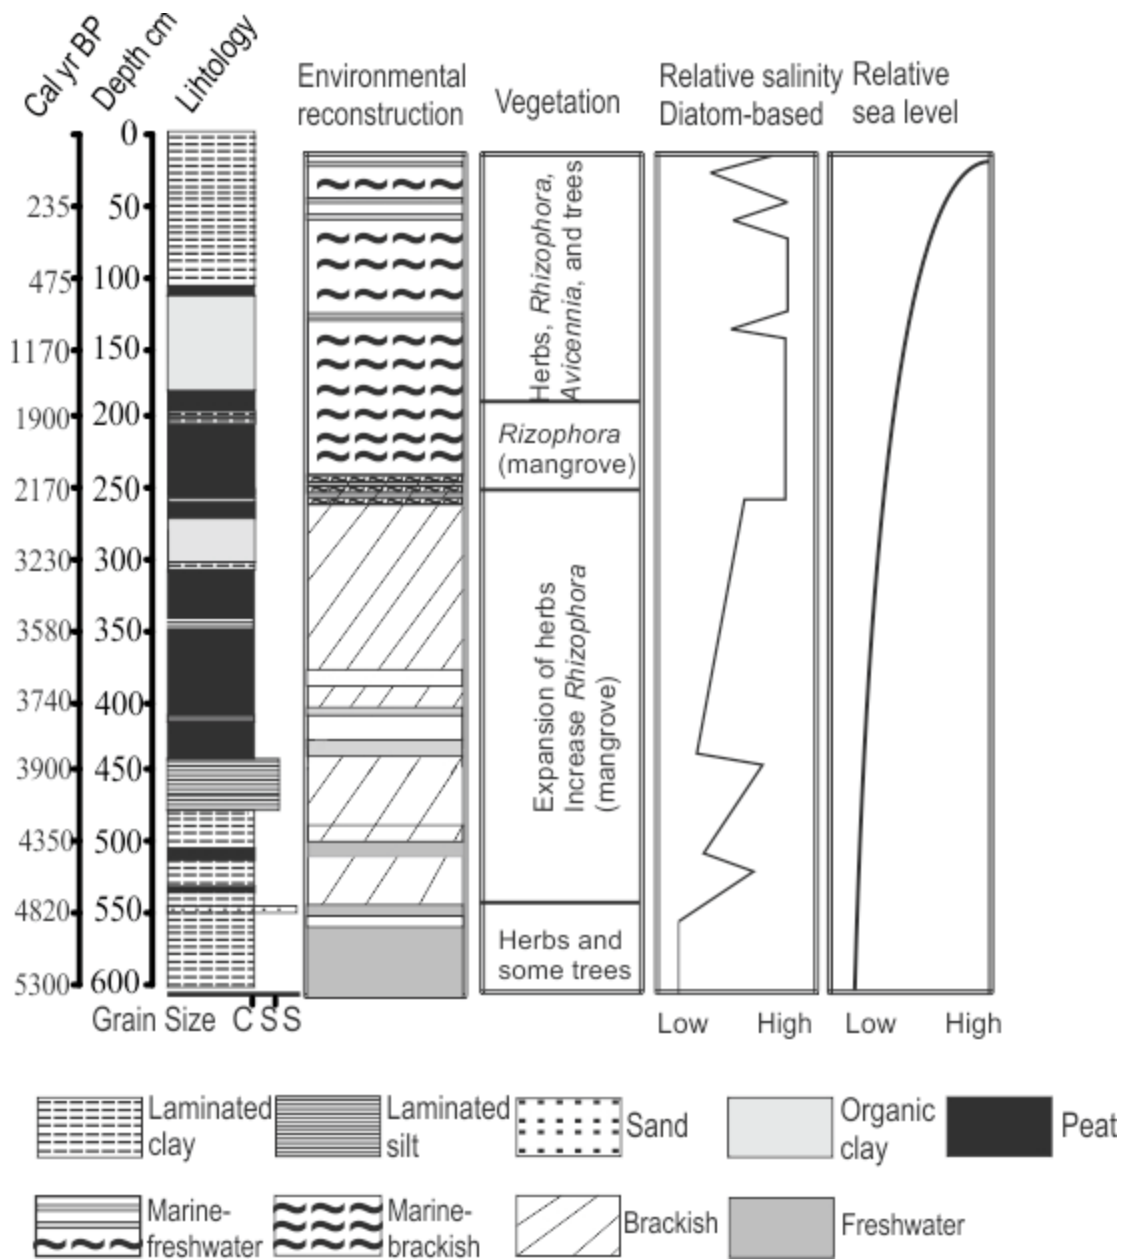 Cal yr BP
Depth cm
Lihtology
Environmental
reconstruction
Vegetation
Relative salinity
Diatom-based
Relative
sea level
0
235
50
475
100
1170
150
1900
200
2170
250
3230
300
3580
350
3740
400
3900
450
4350
500
4820
550
5300
600
Herbs, Rhizophora,
Avicennia, and trees
Rizophora
(mangrove)
Expansion of herbs
Increase Rhizophora
(mangrove)
Herbs and
some trees
Grain Size C S S
Low High
Low High
Laminated
clay
Laminated
silt
Sand
Organic
clay
Peat
Marine-
freshwater
Marine-
brackish
Brackish
Freshwater